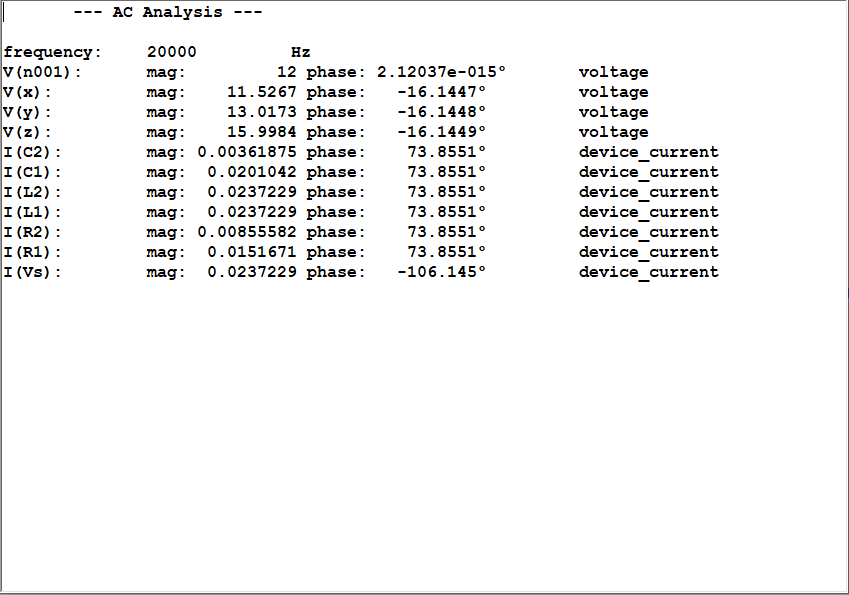 --- AC Analysis ---
frequency: 20000 Hz
V(n001): mag: 12 phase: 2.12037e-015° voltage
V(x): mag: 11.5267 phase: -16.1447° voltage
V(y): mag: 13.0173 phase: -16.1448° voltage
V(z): mag: 15.9984 phase: -16.1449° voltage
I(C2): mag: 0.00361875 phase: 73.8551° device_current
I(C1): mag: 0.0201042 phase: 73.8551° device_current
I(L2): mag: 0.0237229 phase: 73.8551° device_current
I(L1): mag: 0.0237229 phase: 73.8551° device_current
I(R2): mag: 0.00855582 phase: 73.8551° device_current
I(R1): mag: 0.0151671 phase: 73.8551° device_current
I(Vs): mag: 0.0237229 phase: -106.145° device_current